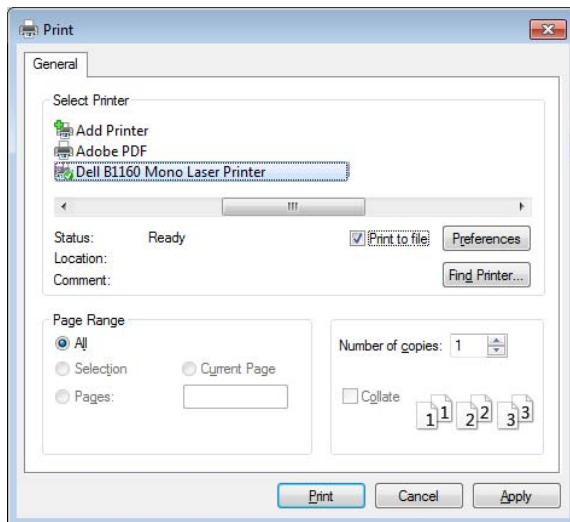 Print
General
Select Printer
Add Printer
Adobe PDF
Dell B1160 Mono Laser Printer
Status: Ready Print to file Preferences
Location:
Comment: Find Printer...
Page Range
All
Selection Current Page
Pages:
Number of copies: 1
Collate
1 1 2 2 3 3
Print Cancel Apply